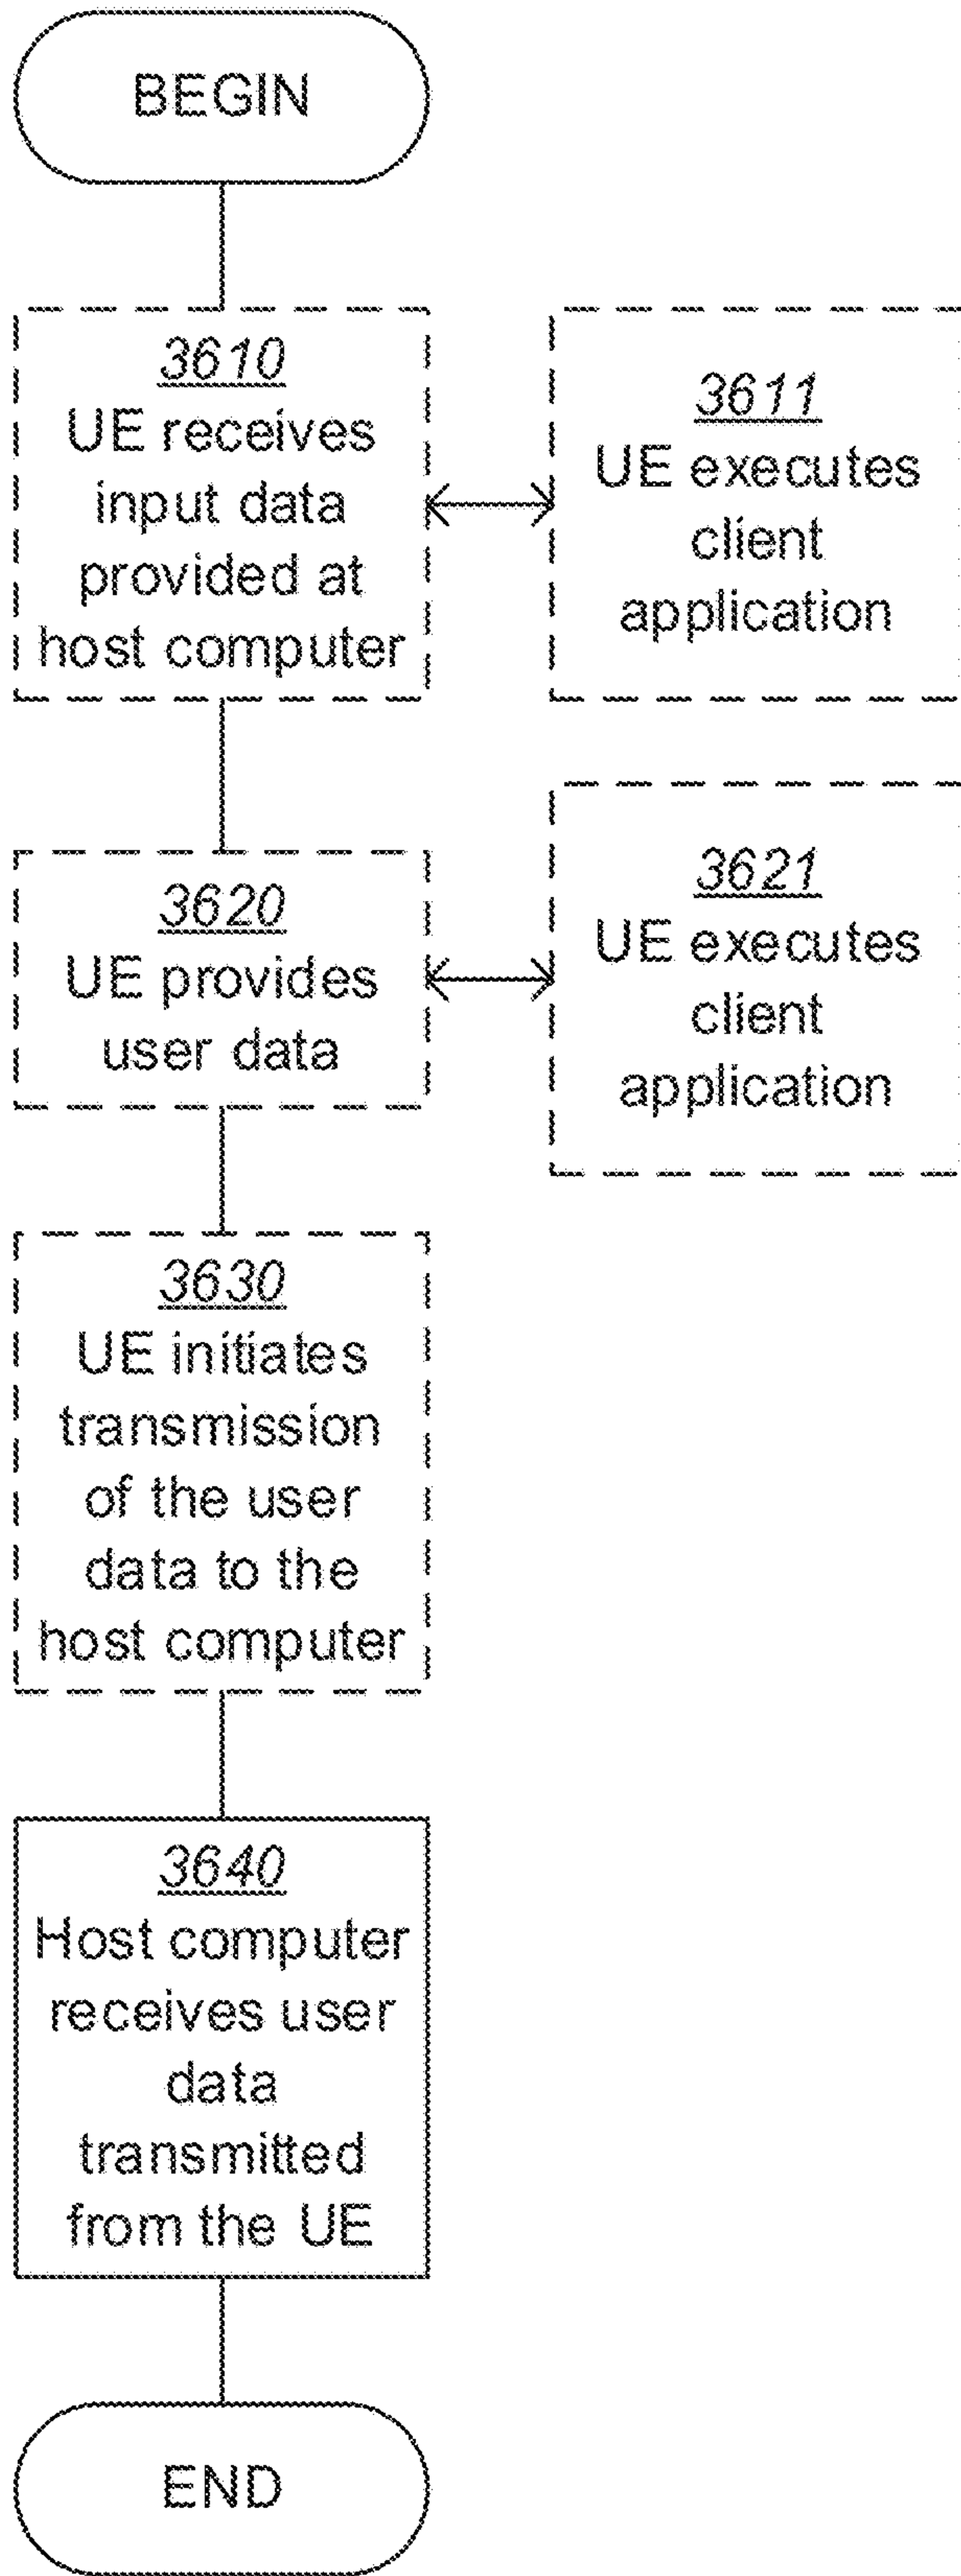 BEGIN
3610
UE receives
input data
provided at
host computer
3611
UE executes
client
application
3620
UE provides
user data
3621
UE executes
client
application
3630
UE initiates
transmission
of the user
data to the
host computer
3640
Host computer
receives user
data
transmitted
from the UE
END